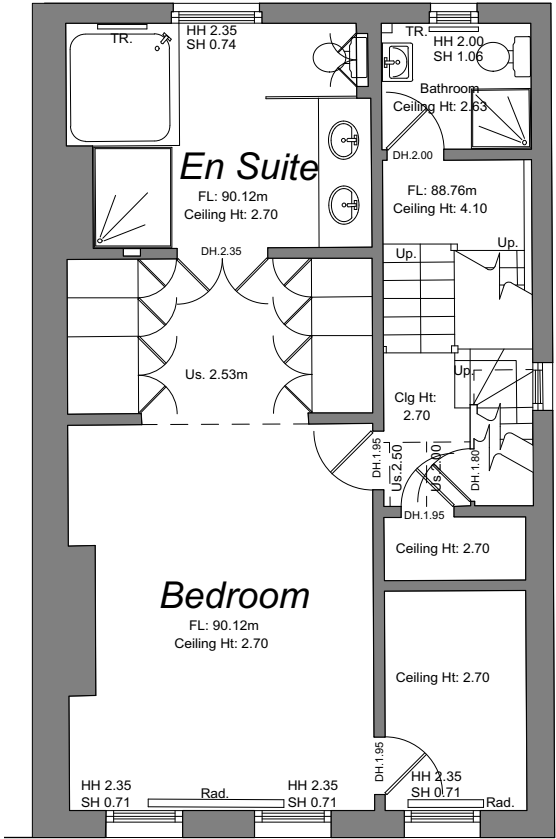 TR.
HH 2.35
SH 0.74
TR.
HH 2.00
SH 1.06
Bathroom
Ceiling Ht: 2.63
En Suite
FL: 90.12m
Ceiling Ht: 2.70
DH.2.00
FL: 88.76m
Ceiling Ht: 4.10
DH.2.35
Up.
Up.
Us. 2.53m
Up.
Clg Ht:
2.70
DH.1.95
Us.2.50
Us.2.00
DH.1.80
DH.1.95
Ceiling Ht: 2.70
Bedroom
FL: 90.12m
Ceiling Ht: 2.70
Ceiling Ht: 2.70
DH.1.95
HH 2.35
SH 0.71
Rad.
HH 2.35
SH 0.71
HH 2.35
SH 0.71
Rad.